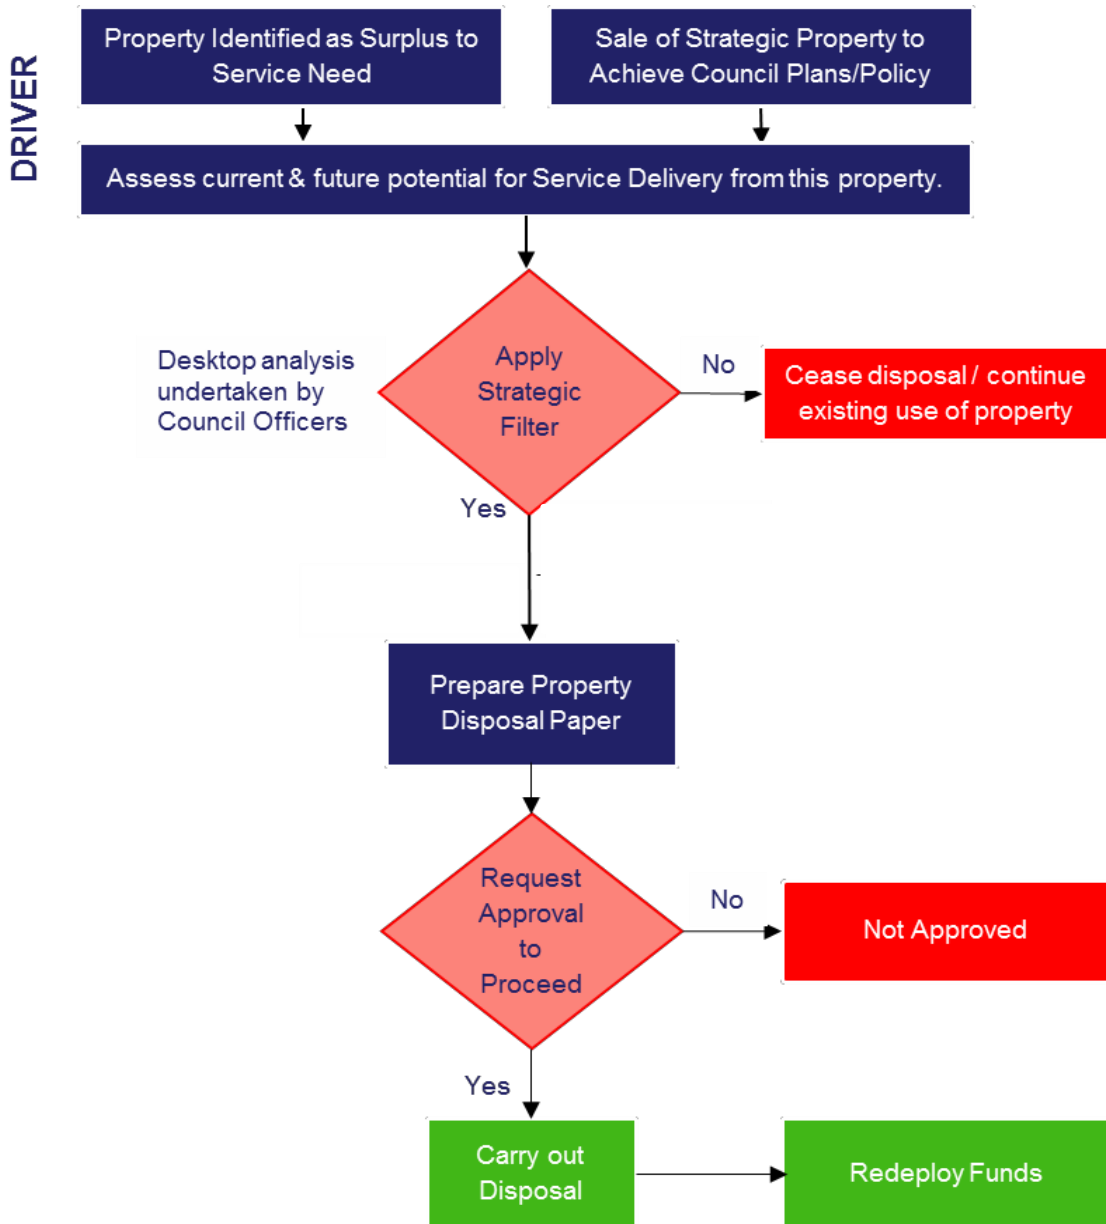 DRIVER
Property Identified as Surplus to
Service Need
Sale of Strategic Property to
Achieve Council Plans/Policy
Assess current & future potential for Service Delivery from this property.
Desktop analysis
undertaken by
Council Officers
Apply
Strategic
Filter
No
Cease disposal / continue
existing use of property
Yes
Prepare Property
Disposal Paper
Request
Approval
to
Proceed
No
Not Approved
Yes
Carry out
Disposal
Redeploy Funds